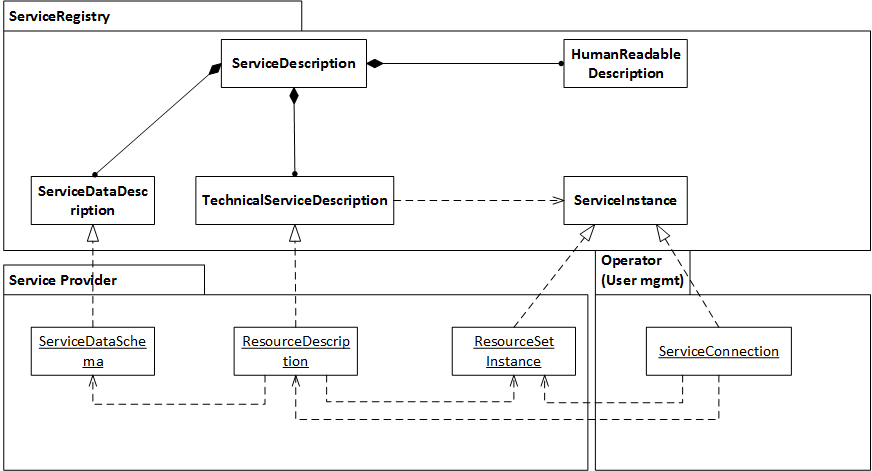 ServiceRegistry
ServiceDescription
HumanReadable
Description
ServiceDataDesc
ription
TechnicalServiceDescription
ServiceInstance
Service Provider
Operator
(User mgmt)
ServiceDataSche
ma
ResourceDescrip
tion
ResourceSet
Instance
ServiceConnection